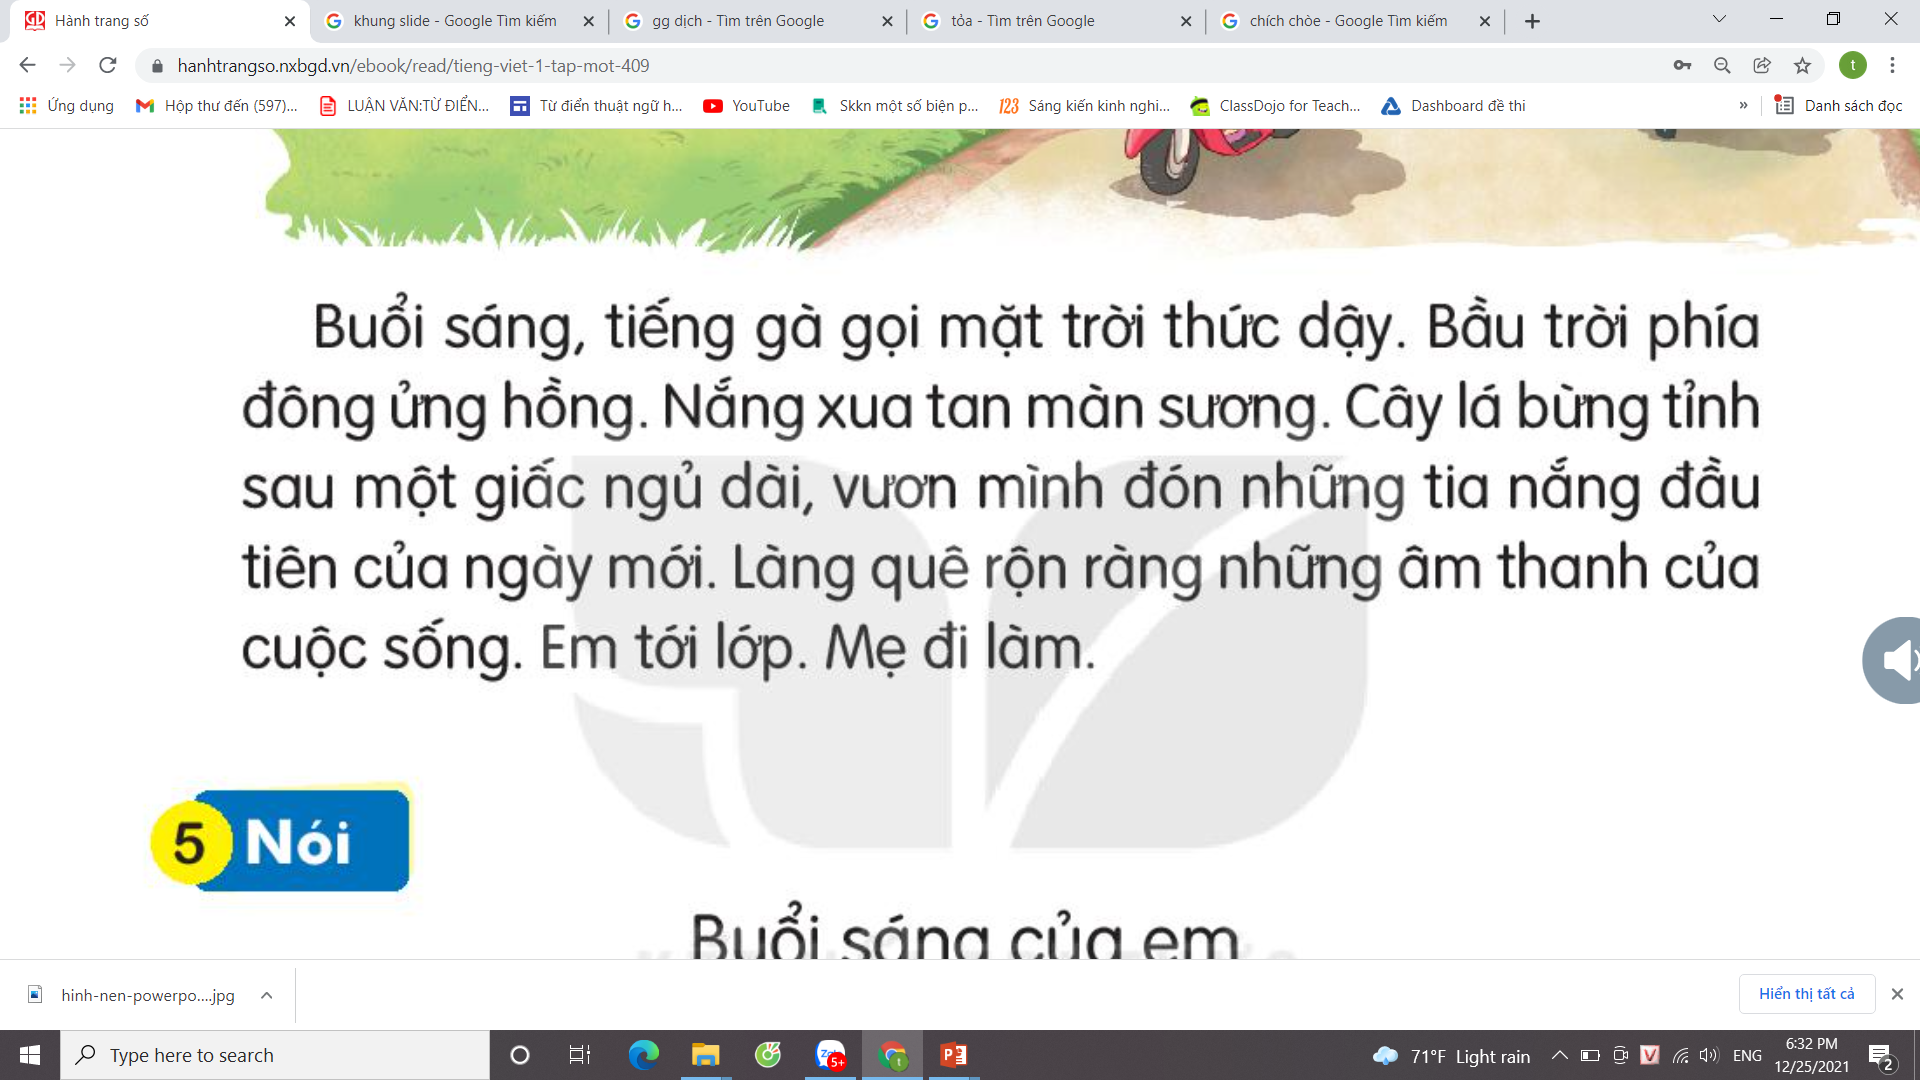 Hành trang số
khung slide - Google Tìm kiếm
gg dịch - Tìm trên Google
tỏa - Tìm trên Google
chích chòe - Google Tìm kiếm
hanhtrangso.nxbgd.vn/ebook/read/tieng-viet-1-tap-mot-409
t
Ứng dụng
Hộp thư đến (597)...
LUẬN VĂN:TỪ ĐIỂN...
Từ điển thuật ngữ h...
YouTube
Skkn một số biện p...
123 Sáng kiến kinh nghi...
ClassDojo for Teach...
Dashboard đề thi
»
Danh sách đọc
Buổi sáng, tiếng gà gọi mặt trời thức dậy. Bầu trời phía
đông ửng hồng. Nắng xua tan màn sương. Cây lá bừng tỉnh
sau một giấc ngủ dài, vươn mình đón những tia nắng đầu
tiên của ngày mới. Làng quê rộn ràng những âm thanh của
cuộc sống. Em tới lớp. Mẹ đi làm.
5 Nói
Buổi sáng của em
hinh-nen-powerpo....jpg
Hiển thị tất cả
Type here to search
5+
71°F Light rain
ENG
6:32 PM
12/25/2021
2